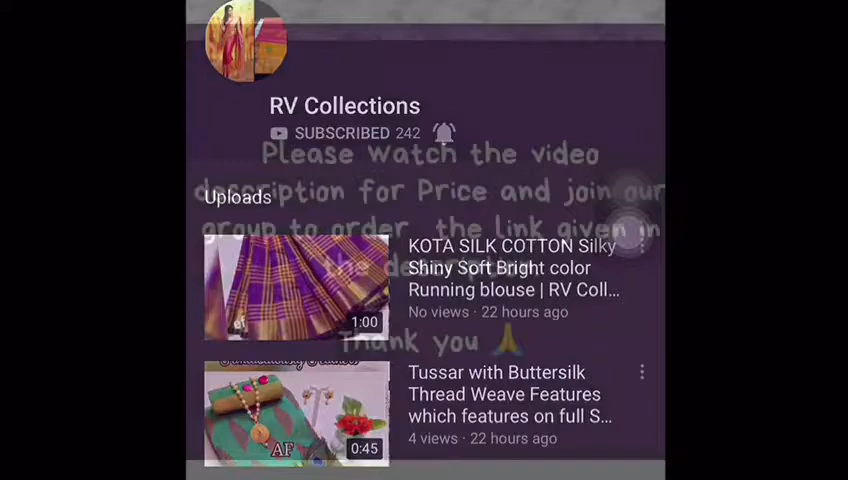 RV Collections
SUBSCRIBED 242
Please watch the video
description for Price and join our
group to order the link given in
the description
Thank you 🙏
Uploads
KOTA SILK COTTON Silky
Shiny Soft Bright color
Running blouse | RV Coll...
No views · 22 hours ago
1:00
Tussar with Buttersilk
Thread Weave Features
which features on full S...
4 views · 22 hours ago
AF
0:45